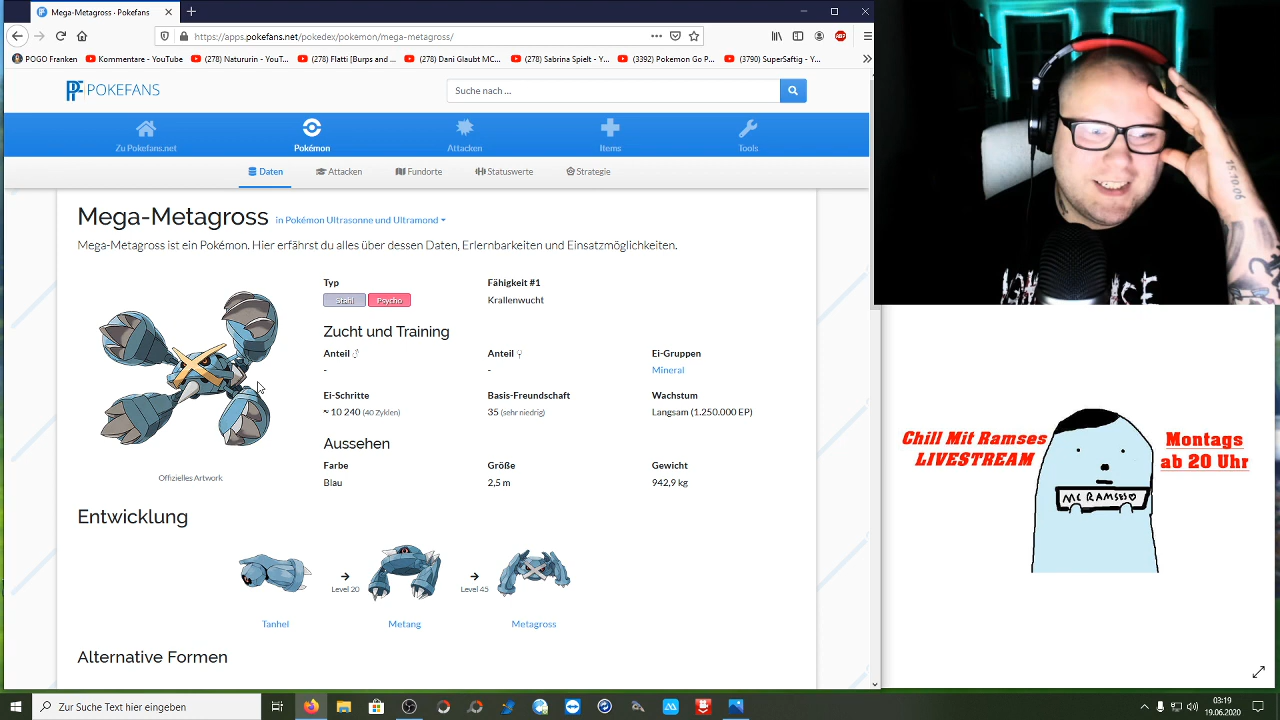 Mega-Metagross - Pokefans
https://apps.pokefans.net/pokedex/pokemon/mega-metagross/
POGO Franken
Kommentare - YouTube
(278) Natururin - YouT...
(278) Flatti [Burps and ...
(278) Dani Glaubt MC...
(278) Sabrina Spielt - Y...
(3392) Pokemon Go P...
(3790) SuperSaftig - Yo...
POKEFANS
Suche nach ...
Zu Pokefans.net
Pokémon
Attacken
Items
Tools
Daten
Attacken
Fundorte
Statuswerte
Strategie
Mega-Metagross in Pokémon Ultrasonne und Ultramond
Mega-Metagross ist ein Pokémon. Hier erfährst du alles über dessen Daten, Erlernbarkeiten und Einsatzmöglichkeiten.
Typ
Stahl Psycho
Fähigkeit #1
Krallenwucht
Zucht und Training
Anteil ♂
-
Anteil ♀
-
Ei-Gruppen
Mineral
Ei-Schritte
~ 10 240 (40 Zyklen)
Basis-Freundschaft
35 (sehr niedrig)
Wachstum
Langsam (1.250.000 EP)
Aussehen
Farbe
Blau
Größe
2,5 m
Gewicht
942,9 kg
Offizielles Artwork
Entwicklung
Level 20
Level 45
Tanhel
Metang
Metagross
Alternative Formen
15.10.06
Chill Mit Ramses
LIVESTREAM
Montags
ab 20 Uhr
MC RAMSES♡
Zur Suche Text hier eingeben
03:19
19.06.2020